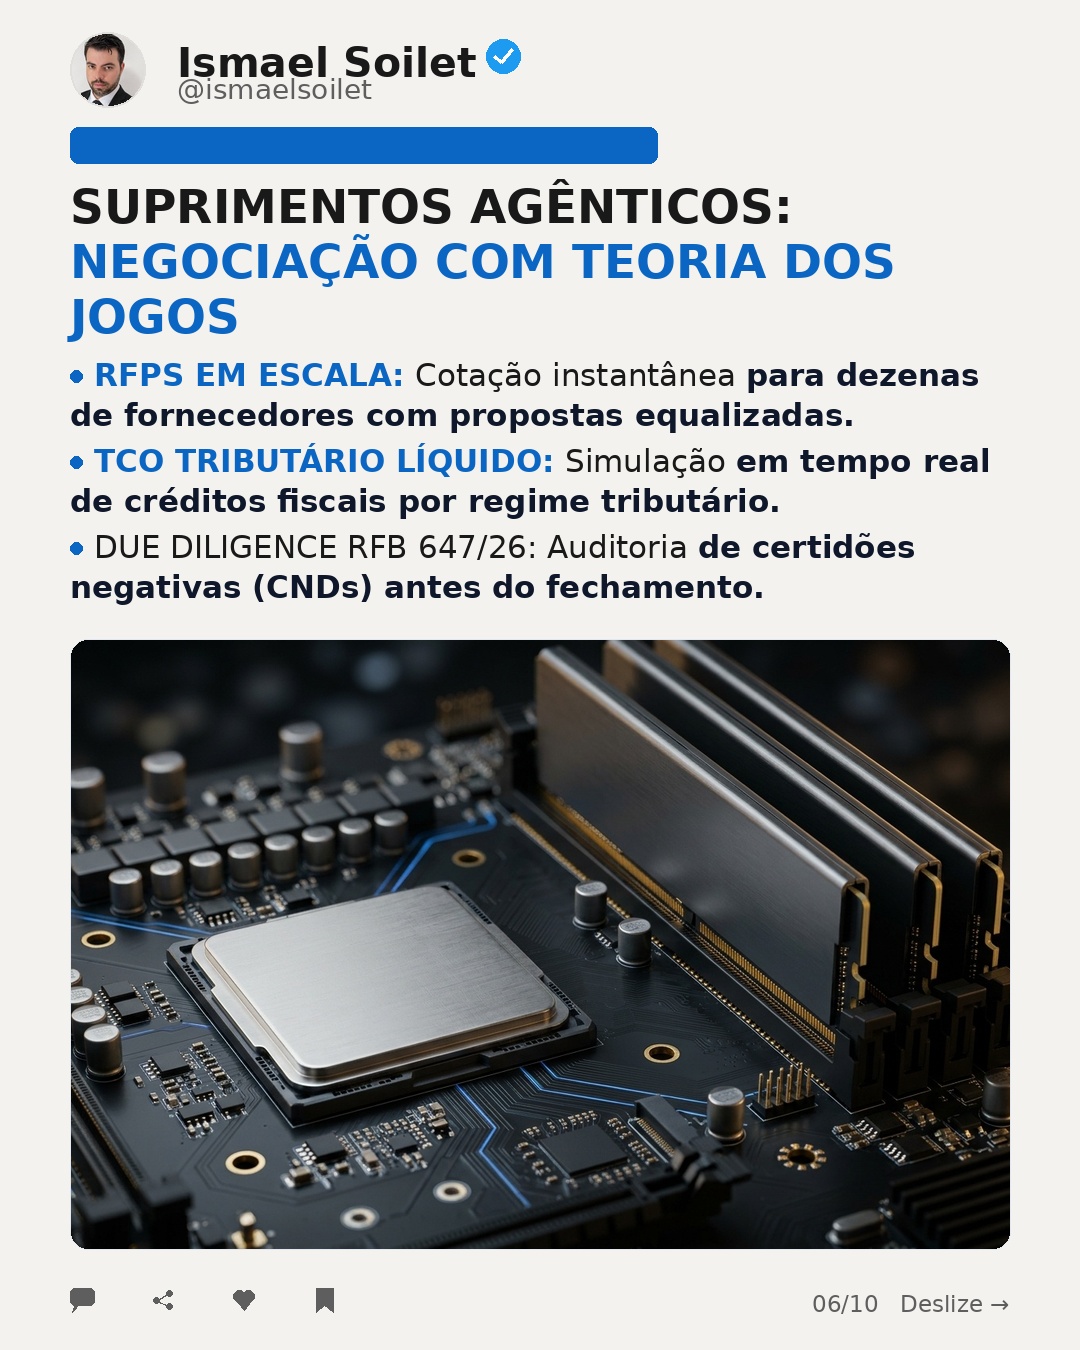 Ismael Soilet
@ismaelsoilet
SUPRIMENTOS AGÊNTICOS:
NEGOCIAÇÃO COM TEORIA DOS
JOGOS
• RFPS EM ESCALA: Cotação instantânea para dezenas
de fornecedores com propostas equalizadas.
• TCO TRIBUTÁRIO LÍQUIDO: Simulação em tempo real
de créditos fiscais por regime tributário.
• DUE DILIGENCE RFB 647/26: Auditoria de certidões
negativas (CNDs) antes do fechamento.
06/10 Deslize →